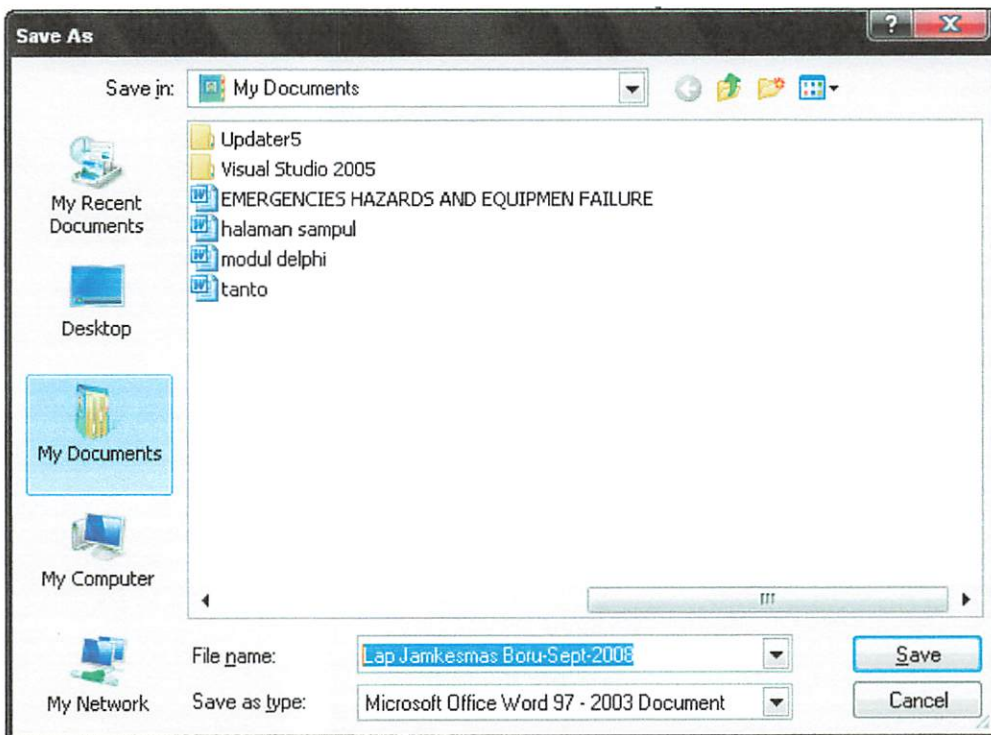 Save As
?
X
Save in:
My Documents
My Recent
Documents
Desktop
My Documents
My Computer
My Network
Updater5
Visual Studio 2005
EMERGENCIES HAZARDS AND EQUIPMEN FAILURE
halaman sampul
modul delphi
tanto
File name:
Lap Jamkesmas Boru-Sept-2008
Save
Save as type:
Microsoft Office Word 97 - 2003 Document
Cancel